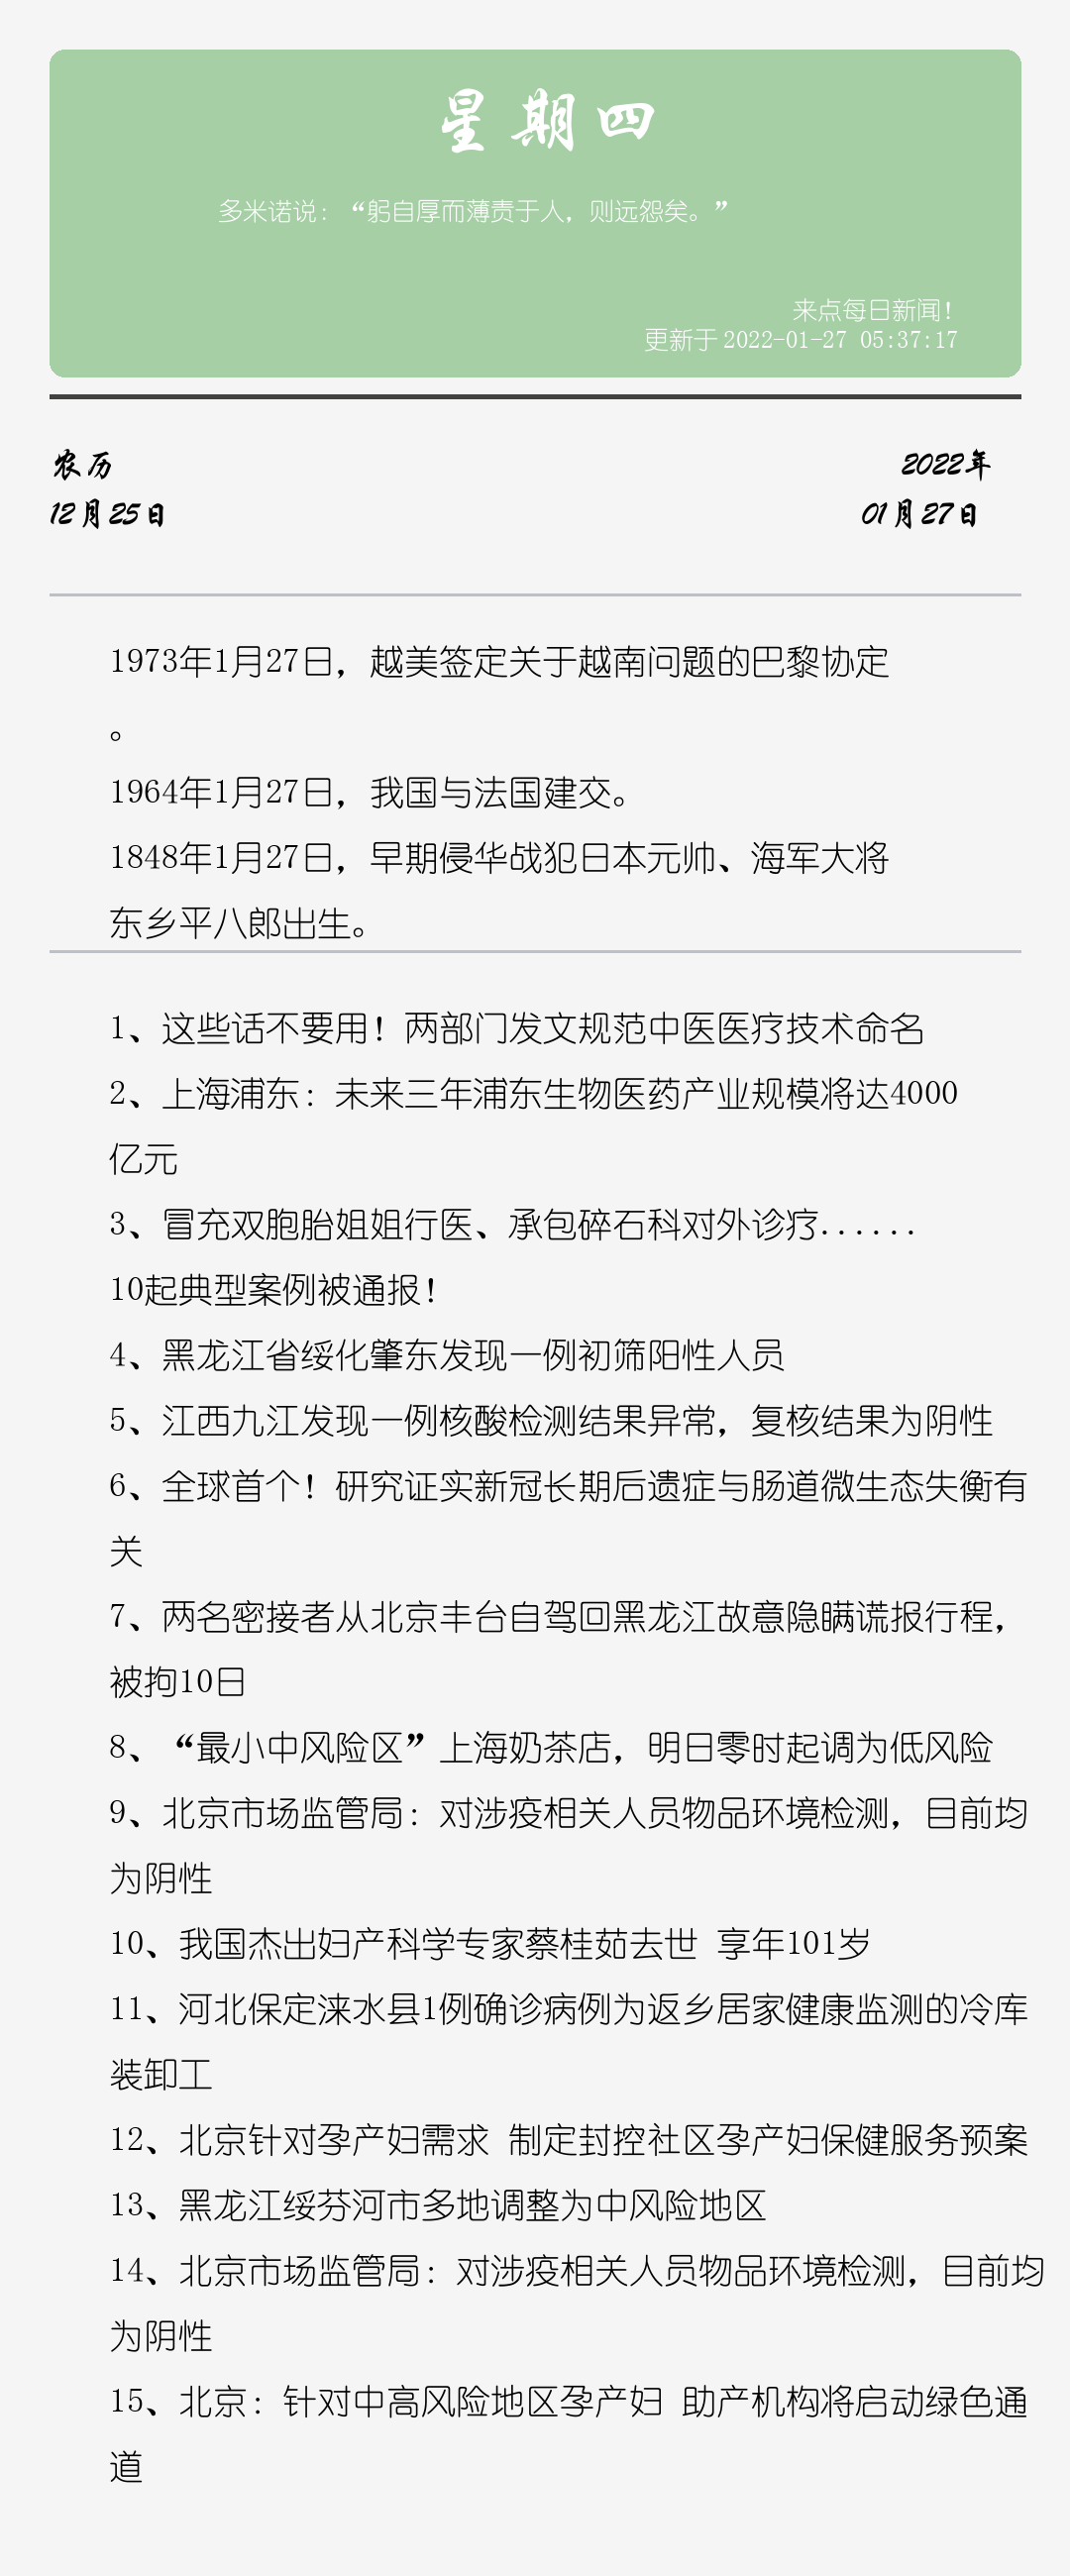 星期四
多米诺说：“躬自厚而薄责于人，则远怨矣。”
来点每日新闻！
更新于 2022-01-27 05:37:17
农历
2022年
12月25日
01月27日
1973年1月27日，越美签定关于越南问题的巴黎协定
。
1964年1月27日，我国与法国建交。
1848年1月27日，早期侵华战犯日本元帅、海军大将
东乡平八郎出生。
1、这些话不要用！两部门发文规范中医医疗技术命名
2、上海浦东：未来三年浦东生物医药产业规模将达4000
亿元
3、冒充双胞胎姐姐行医、承包碎石科对外诊疗......
10起典型案例被通报！
4、黑龙江省绥化肇东发现一例初筛阳性人员
5、江西九江发现一例核酸检测结果异常，复核结果为阴性
6、全球首个！研究证实新冠长期后遗症与肠道微生态失衡有
关
7、两名密接者从北京丰台自驾回黑龙江故意隐瞒谎报行程，
被拘10日
8、“最小中风险区”上海奶茶店，明日零时起调为低风险
9、北京市场监管局：对涉疫相关人员物品环境检测，目前均
为阴性
10、我国杰出妇产科学专家蔡桂茹去世 享年101岁
11、河北保定涞水县1例确诊病例为返乡居家健康监测的冷库
装卸工
12、北京针对孕产妇需求 制定封控社区孕产妇保健服务预案
13、黑龙江绥芬河市多地调整为中风险地区
14、北京市场监管局：对涉疫相关人员物品环境检测，目前均
为阴性
15、北京：针对中高风险地区孕产妇 助产机构将启动绿色通
道